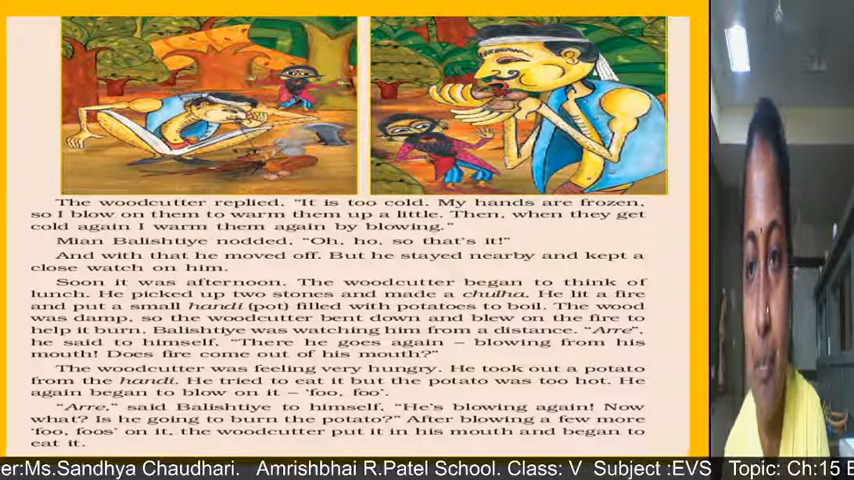 The woodcutter replied. "It is too cold. My hands are frozen,
so I blow on them to warm them up a little. Then, when they get
cold again I warm them again by blowing."
Mian Balishtiye nodded, "Oh, ho, so that's it!"
And with that he moved off. But he stayed nearby and kept a
close watch on him.
Soon it was afternoon. The woodcutter began to think of
lunch. He picked up two stones and made a chulha. He lit a fire
and put a small handi (pot) filled with potatoes to boil. The wood
was damp, so the woodcutter bent down and blew on the fire to
help it burn. Balishtiye was watching him from a distance. "Arre",
he said to himself, "There he goes again – blowing from his
mouth! Does fire come out of his mouth?"
The woodcutter was feeling very hungry. He took out a potato
from the handi. He tried to eat it but the potato was too hot. He
again began to blow on it – 'foo, foo'.
"Arre," said Balishtiye to himself, "He's blowing again! Now
what? Is he going to burn the potato?" After blowing a few more
'foo, foos' on it, the woodcutter put it in his mouth and began to
eat it.
er:Ms.Sandhya Chaudhari. Amrishbhai R.Patel School. Class: V Subject :EVS Topic: Ch:15 B